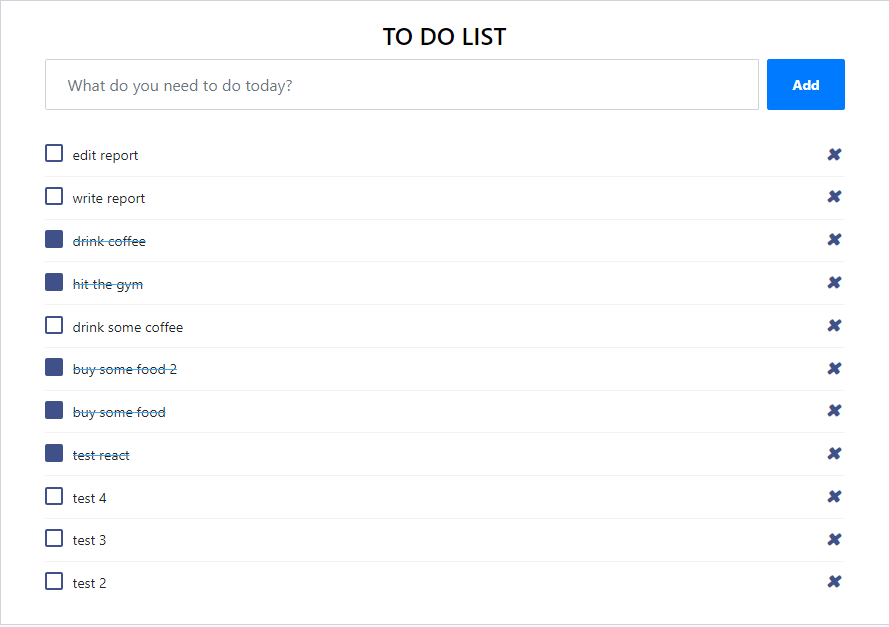 TO DO LIST
What do you need to do today?
Add
edit report
write report
drink coffee
hit the gym
drink some coffee
buy some food 2
buy some food
test react
test 4
test 3
test 2